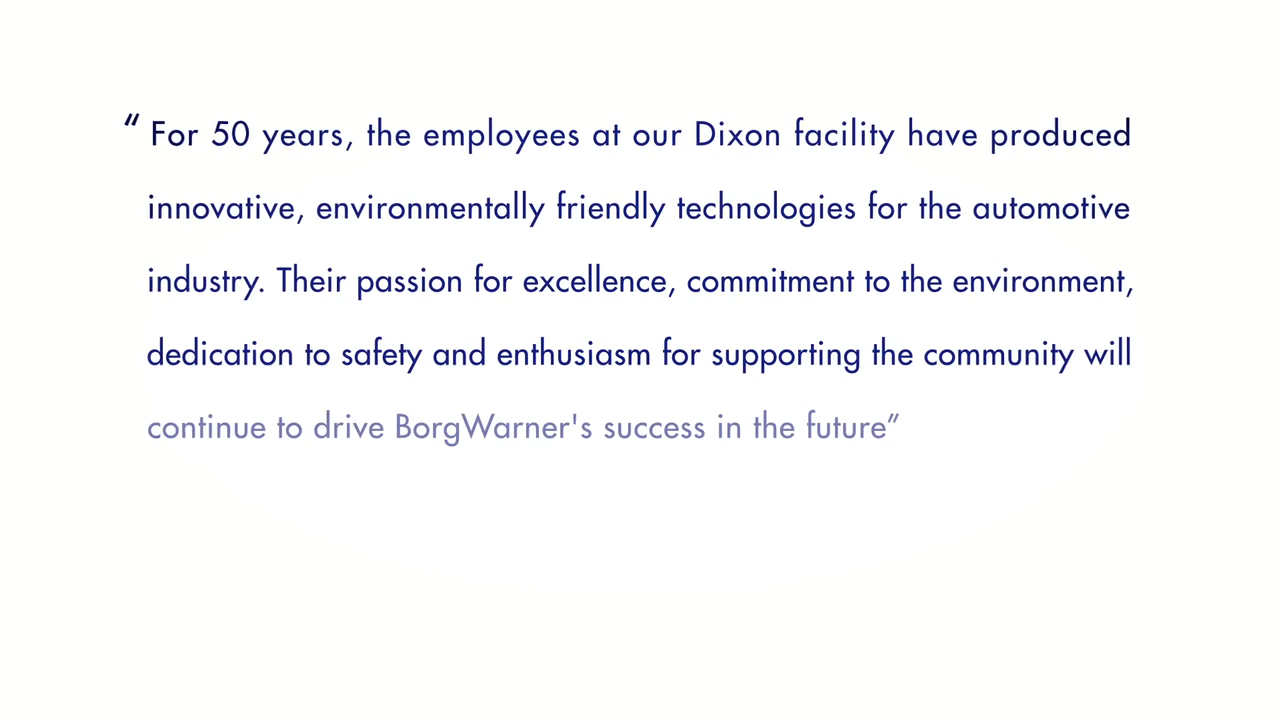 “ For 50 years, the employees at our Dixon facility have produced
innovative, environmentally friendly technologies for the automotive
industry. Their passion for excellence, commitment to the environment,
dedication to safety and enthusiasm for supporting the community will
continue to drive BorgWarner's success in the future”